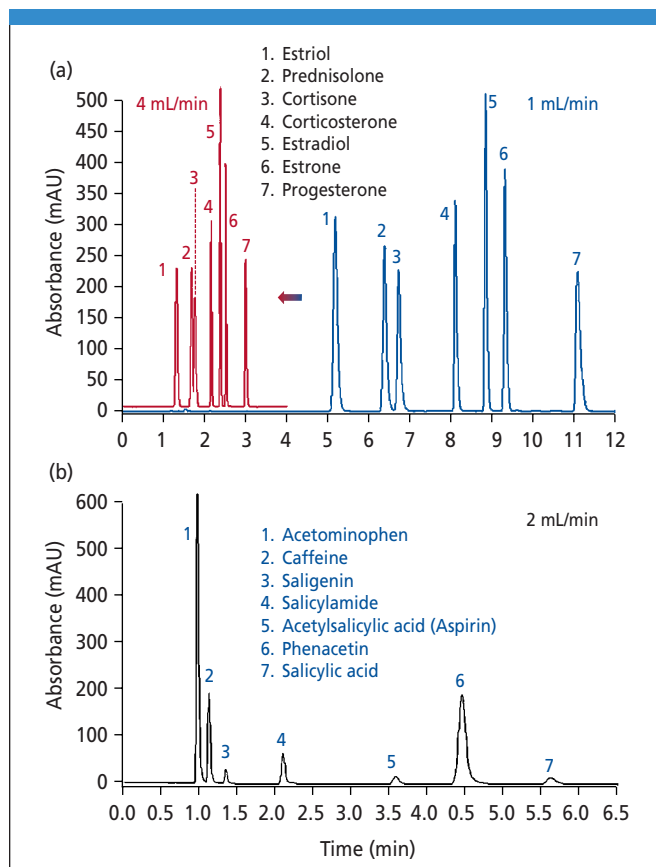 (a)
4 mL/min
1. Estriol
2. Prednisolone
3. Cortisone
4. Corticosterone
5. Estradiol
6. Estrone
7. Progesterone
1 mL/min
Absorbance (mAU)
500
450
400
350
300
250
200
150
100
50
0
1
2
3
4
5
6
7
1
2
3
4
5
6
7
0 1 2 3 4 5 6 7 8 9 10 11 12
(b)
2 mL/min
1. Acetominophen
2. Caffeine
3. Saligenin
4. Salicylamide
5. Acetylsalicylic acid (Aspirin)
6. Phenacetin
7. Salicylic acid
Absorbance (mAU)
600
500
400
300
200
100
0
1
2
3
4
5
6
7
0.0 1.0 1.5 2.0 2.5 3.0 3.5 4.0 0.5 5.5 6.0 6.5
Time (min)